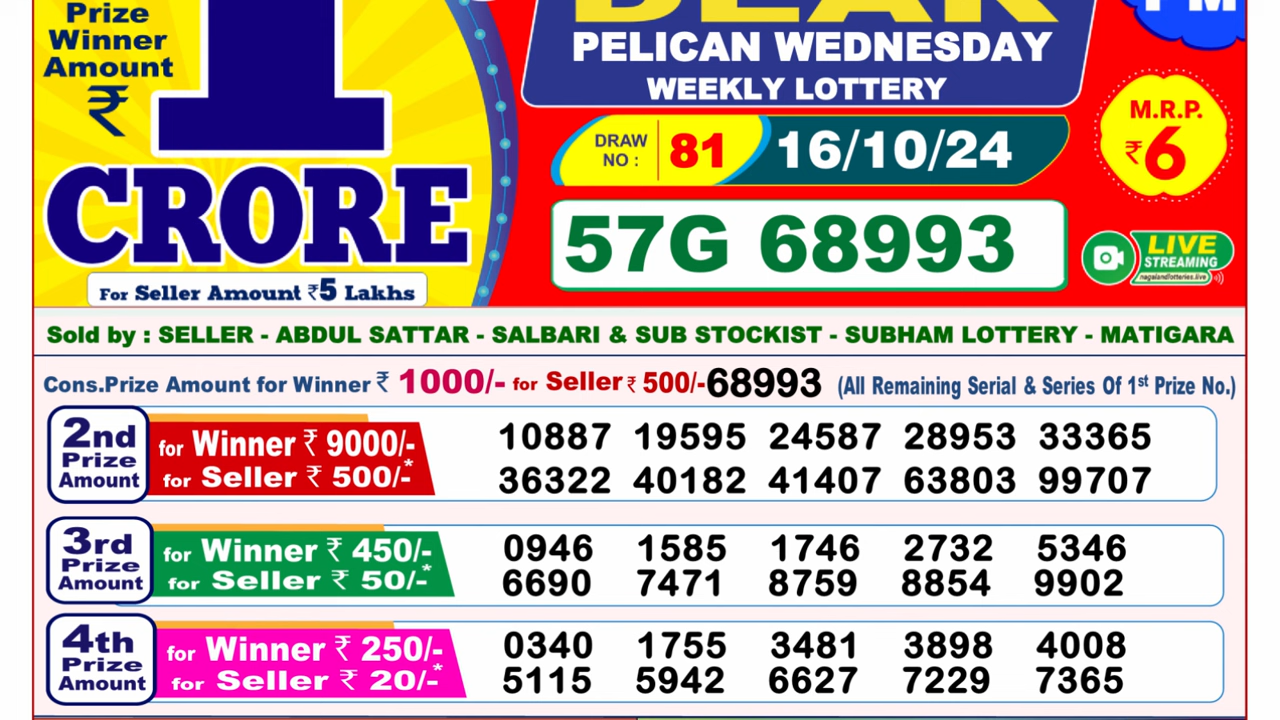 Prize
Winner
Amount
₹
1
CRORE
For Seller Amount ₹5 Lakhs
DEAR
PELICAN WEDNESDAY
WEEKLY LOTTERY
PM
DRAW NO : 81 16/10/24
M.R.P.
₹6
57G 68993
LIVE
STREAMING
nagalandlotteries.live
Sold by : SELLER - ABDUL SATTAR - SALBARI & SUB STOCKIST - SUBHAM LOTTERY - MATIGARA
Cons.Prize Amount for Winner ₹ 1000/- for Seller ₹ 500/- 68993 (All Remaining Serial & Series Of 1st Prize No.)
2nd
Prize
Amount
for Winner ₹ 9000/-
for Seller ₹ 500/-*
10887 19595 24587 28953 33365
36322 40182 41407 63803 99707
3rd
Prize
Amount
for Winner ₹ 450/-
for Seller ₹ 50/-*
0946 1585 1746 2732 5346
6690 7471 8759 8854 9902
4th
Prize
Amount
for Winner ₹ 250/-
for Seller ₹ 20/-*
0340 1755 3481 3898 4008
5115 5942 6627 7229 7365